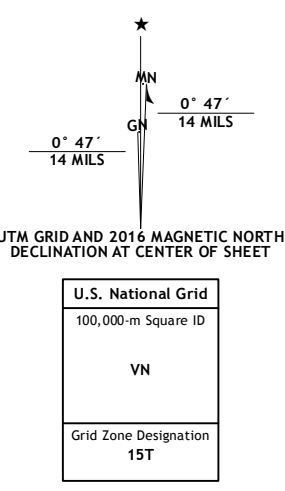 ★
MN
0° 47´
14 MILS
GN
0° 47´
14 MILS
UTM GRID AND 2016 MAGNETIC NORTH
DECLINATION AT CENTER OF SHEET
U.S. National Grid
100,000-m Square ID
VN
Grid Zone Designation
15T